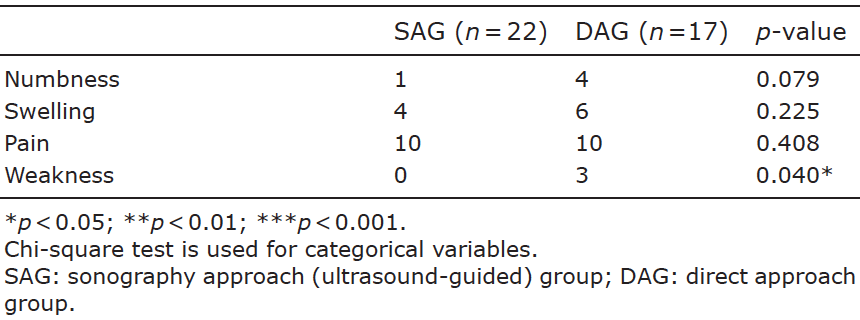 SAG (n = 22) DAG (n =17) p-value
Numbness 1 4 0.079
Swelling 4 6 0.225
Pain 10 10 0.408
Weakness 0 3 0.040*
*p < 0.05; **p < 0.01; ***p < 0.001.
Chi-square test is used for categorical variables.
SAG: sonography approach (ultrasound-guided) group; DAG: direct approach
group.